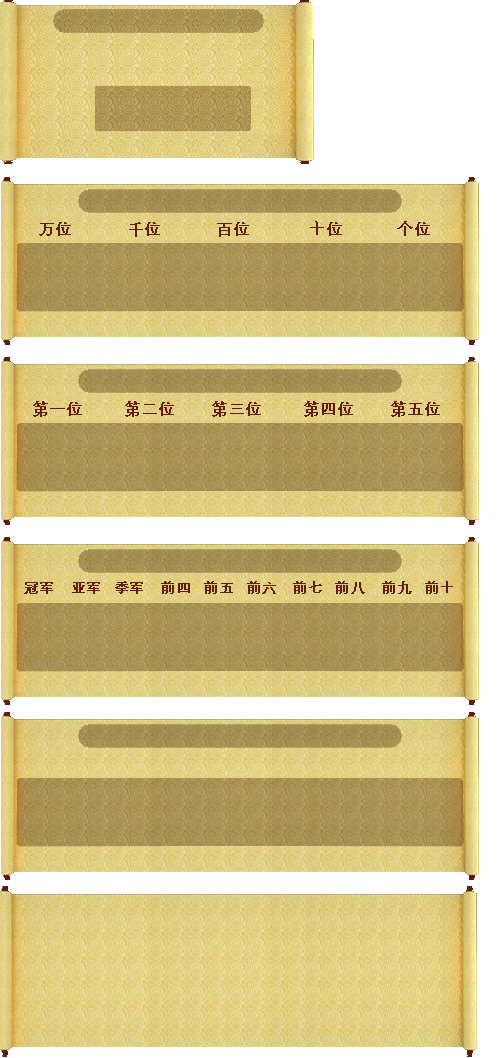 万位 千位 百位 十位 个位
第一位 第二位 第三位 第四位 第五位
冠军 亚军 季军 前四 前五 前六 前七 前八 前九 前十